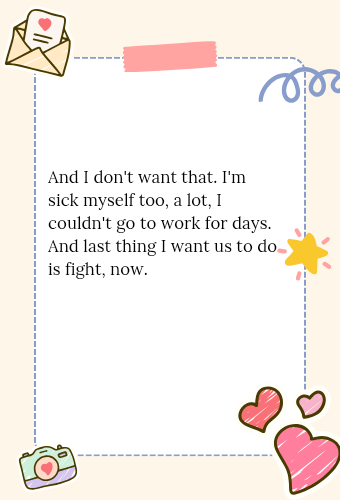 And I don't want that. I'm
sick myself too, a lot, I
couldn't go to work for days.
And last thing I want us to do
is fight, now.